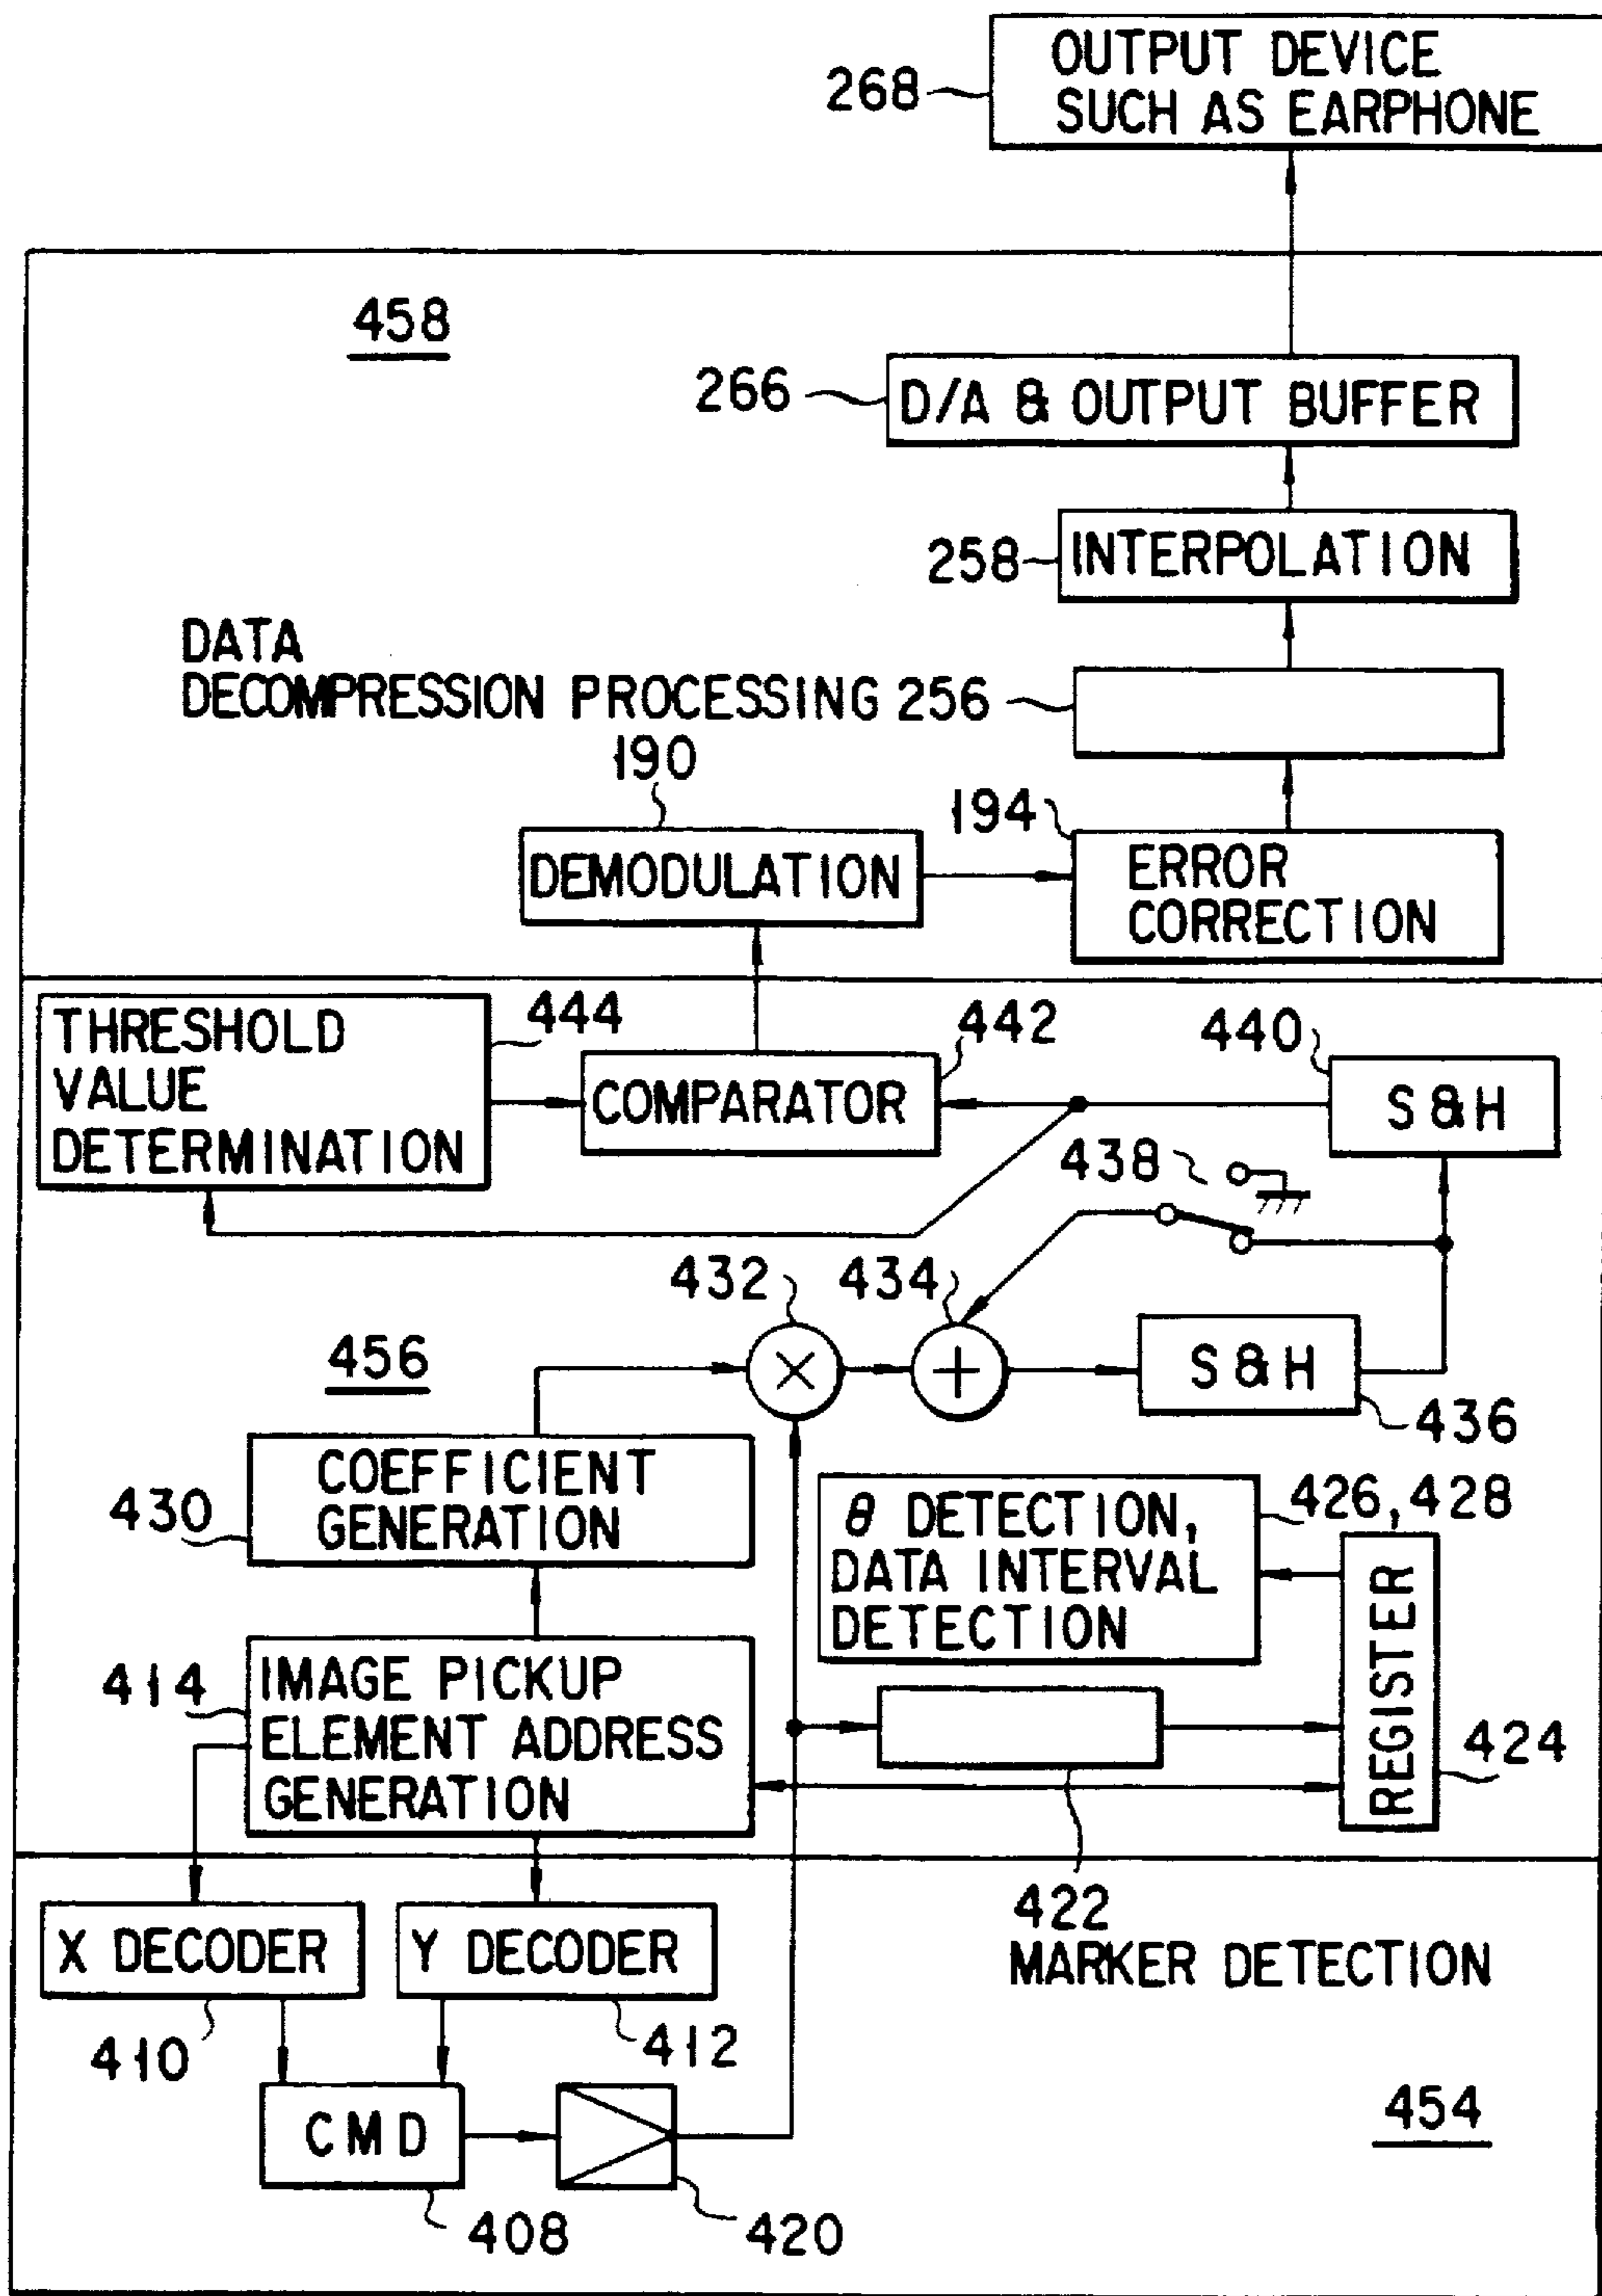 OUTPUT DEVICE
SUCH AS EARPHONE
268
458
266
D/A & OUTPUT BUFFER
258
INTERPOLATION
DATA
DECOMPRESSION PROCESSING 256
190
194
DEMODULATION
ERROR
CORRECTION
THRESHOLD
VALUE
DETERMINATION
444
442
440
COMPARATOR
S&H
438
432
434
456
×
+
S&H
436
COEFFICIENT
GENERATION
430
θ DETECTION,
DATA INTERVAL
DETECTION
426,428
414
IMAGE PICKUP
ELEMENT ADDRESS
GENERATION
REGISTER
424
X DECODER
Y DECODER
422
MARKER DETECTION
410
412
CMD
454
408
420